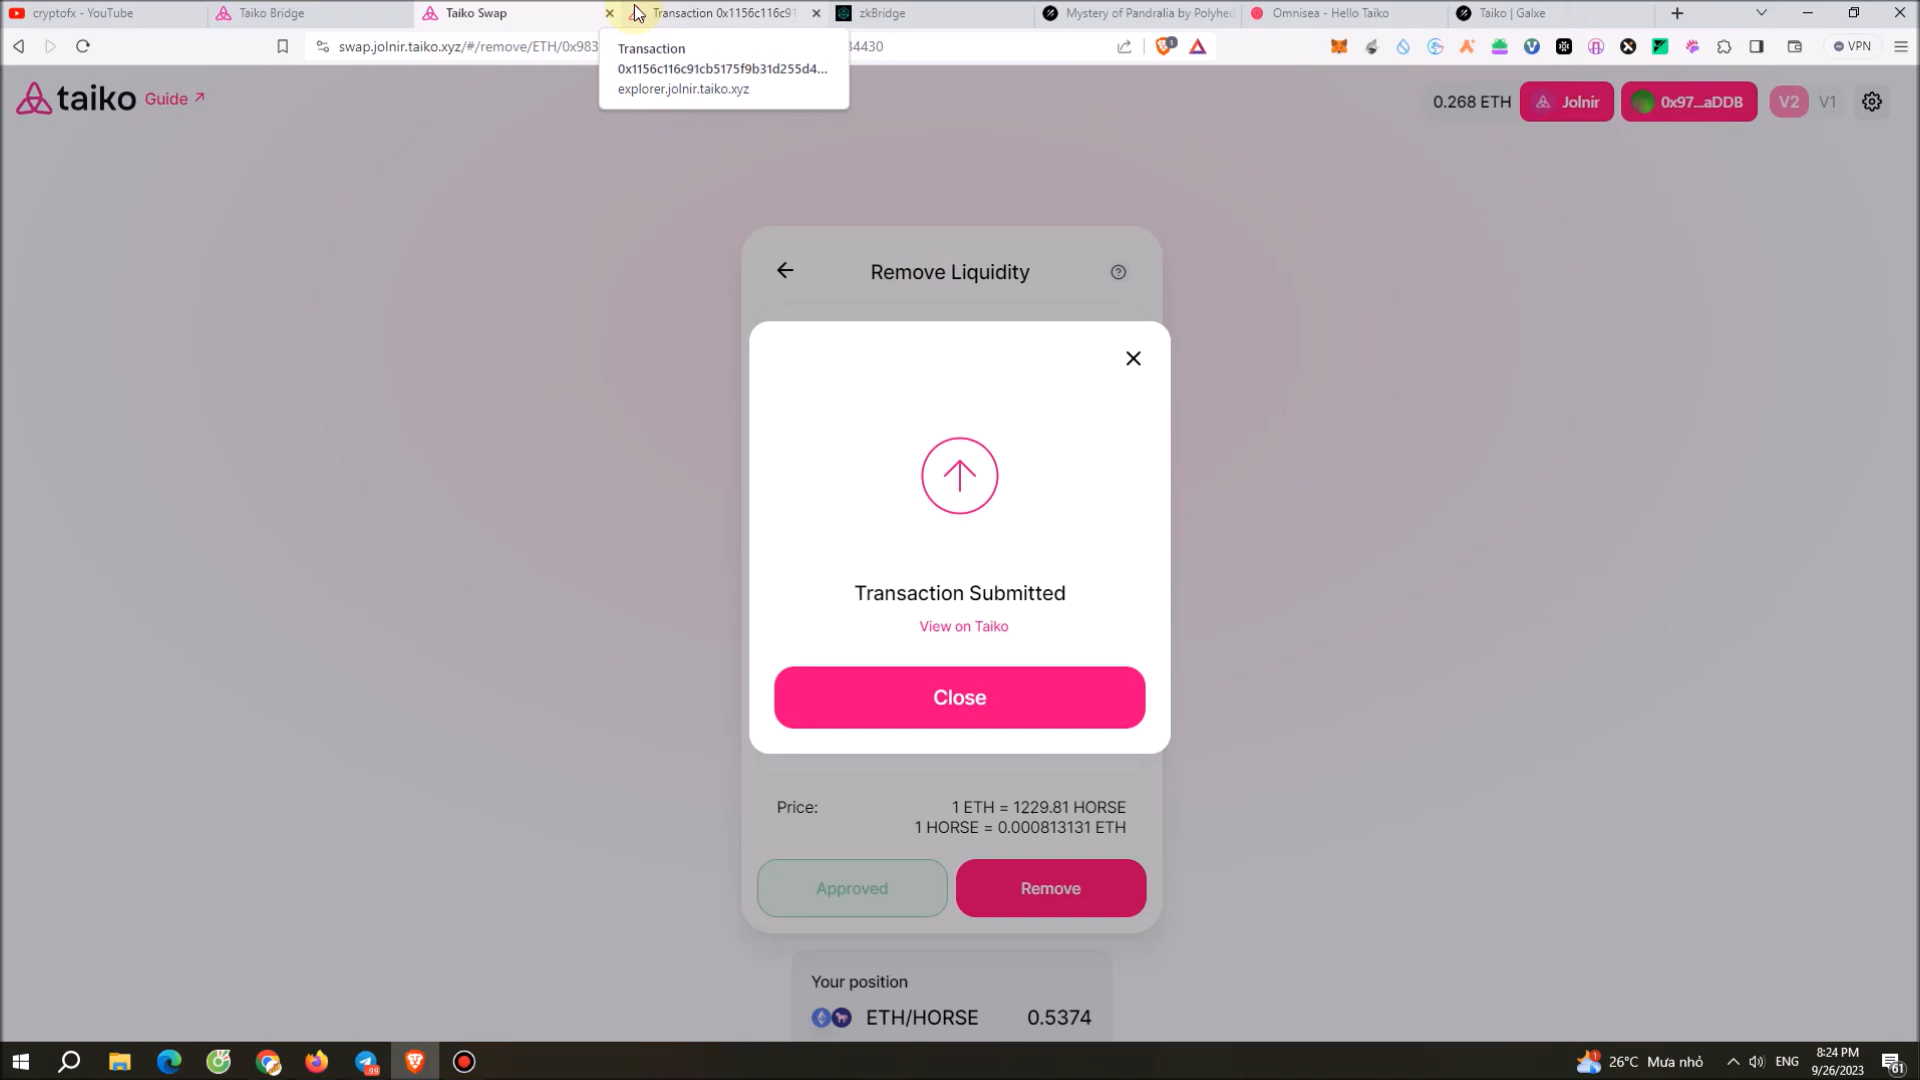 cryptofx - YouTube
Taiko Bridge
Taiko Swap
Transaction 0x1156c116c91
zkBridge
Mystery of Pandralia by Polyhe
Omnisea - Hello Taiko
Taiko | Galxe
swap.jolnir.taiko.xyz/#/remove/ETH/0x983
34430
VPN
Transaction
0x1156c116c91cb5175f9b31d255d4...
explorer.jolnir.taiko.xyz
taiko Guide ↗
0.268 ETH
Jolnir
0x97...aDDB
V2 V1
Remove Liquidity
Transaction Submitted
View on Taiko
Close
Price:
1 ETH = 1229.81 HORSE
1 HORSE = 0.000813131 ETH
Approved
Remove
Your position
ETH/HORSE 0.5374
99
26°C Mưa nhỏ
ENG
8:24 PM
9/26/2023
61